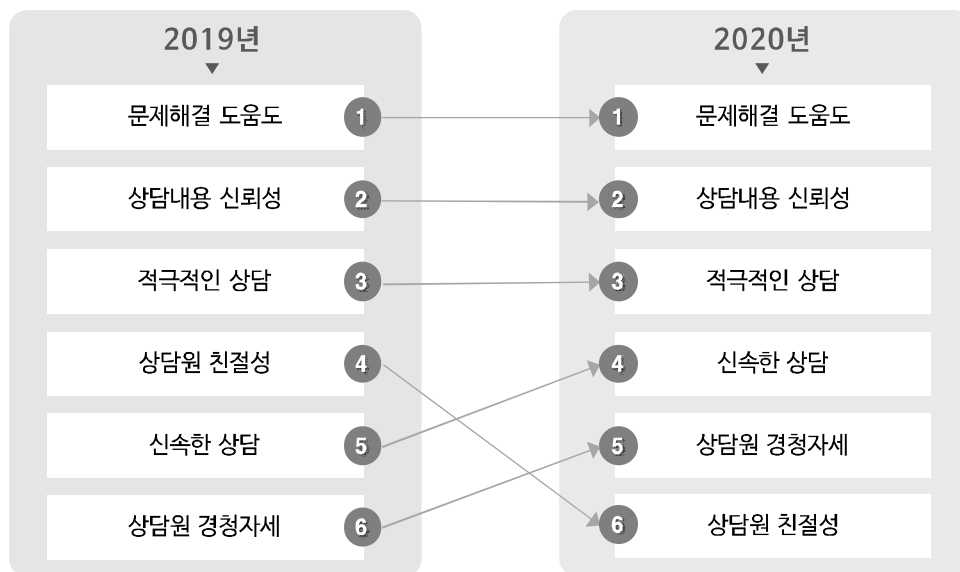 2019년
▼
문제해결 도움도 1
상담내용 신뢰성 2
적극적인 상담 3
상담원 친절성 4
신속한 상담 5
상담원 경청자세 6
2020년
▼
1 문제해결 도움도
2 상담내용 신뢰성
3 적극적인 상담
4 신속한 상담
5 상담원 경청자세
6 상담원 친절성